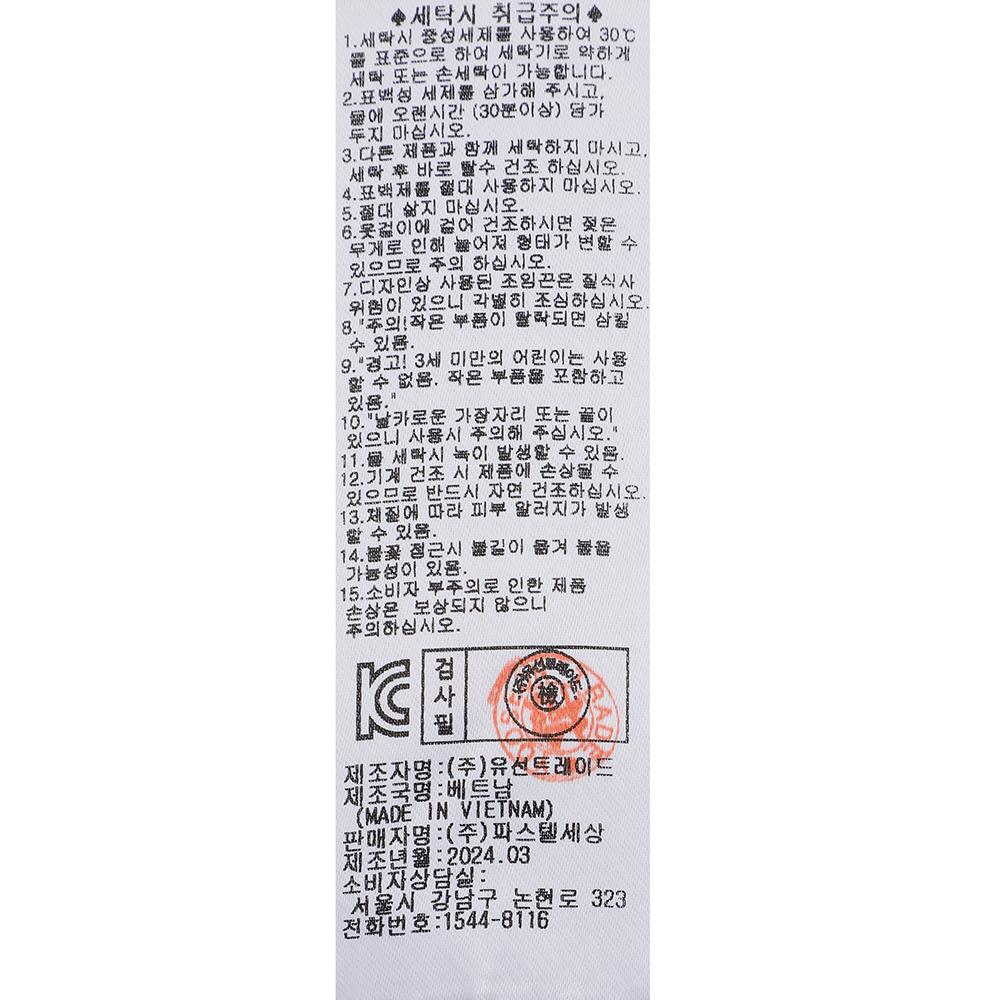 ♠세탁시 취급주의♠
1.세탁시 중성세제를 사용하여 30℃
를 표준으로 하여 세탁기로 약하게
세탁 또는 손세탁이 가능합니다.
2.표백성 세제를 삼가해 주시고,
물에 오랜시간 (30분이상) 담가
두지 마십시오.
3.다른 제품과 함께 세탁하지 마시고,
세탁 후 바로 탈수 건조 하십시오.
4.표백제를 절대 사용하지 마십시오.
5.절대 삶지 마십시오.
6.옷걸이에 걸어 건조하시면 젖은
무게로 인해 늘어져 형태가 변할 수
있으므로 주의 하십시오.
7.디자인상 사용된 조임끈은 질식사
위험이 있으니 각별히 조심하십시오.
8."주의!작은 부품이 탈락되면 삼킬
수 있음.
9."경고! 3세 미만의 어린이는 사용
할 수 없음. 작은 부품을 포함하고
있음."
10."날카로운 가장자리 또는 끝이
있으니 사용시 주의해 주십시오."
11.물 세탁시 녹이 발생할 수 있음.
12.기계 건조 시 제품에 손상될 수
있으므로 반드시 자연 건조하십시오.
13.체질에 따라 피부 알러지가 발생
할 수 있음.
14.불꽃 접근시 불길이 옮겨 붙을
가능성이 있음.
15.소비자 부주의로 인한 제품
손상은 보상되지 않으니
주의하십시오.
KC
검사필
(주)유선트레이드
檢
제조자명:(주)유선트레이드
제조국명:베트남
(MADE IN VIETNAM)
판매자명:(주)파스텔세상
제조년월:2024.03
소비자상담실:
서울시 강남구 논현로 323
전화번호:1544-8116